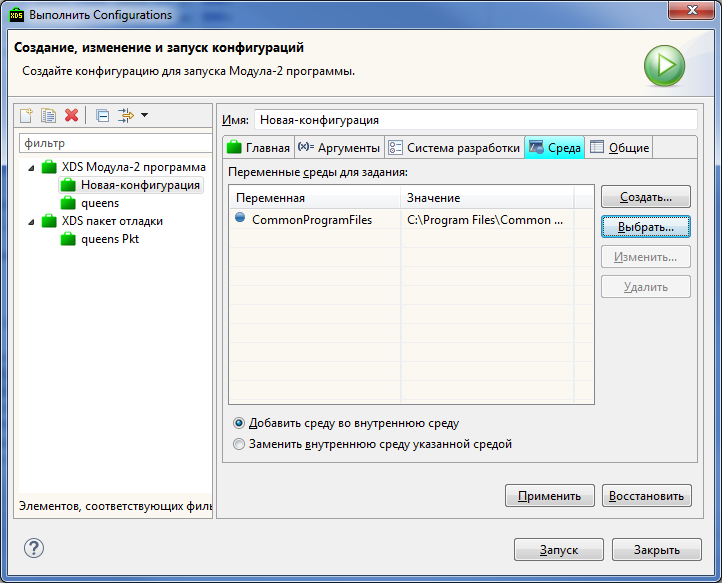 XDS Выполнить Configurations
Создание, изменение и запуск конфигураций
Создайте конфигурацию для запуска Модула-2 программы.
фильтр
XDS Модула-2 программа
Новая-конфигурация
queens
XDS пакет отладки
queens Pkt
Элементов, соответствующих филь
Имя: Новая-конфигурация
Главная (x)= Аргументы Система разработки Среда Общие
Переменные среды для задания:
Переменная Значение
CommonProgramFiles C:\Program Files\Common ...
Создать...
Выбрать...
Изменить...
Удалить
Добавить среду во внутреннюю среду
Заменить внутреннюю среду указанной средой
Применить Восстановить
? Запуск Закрыть